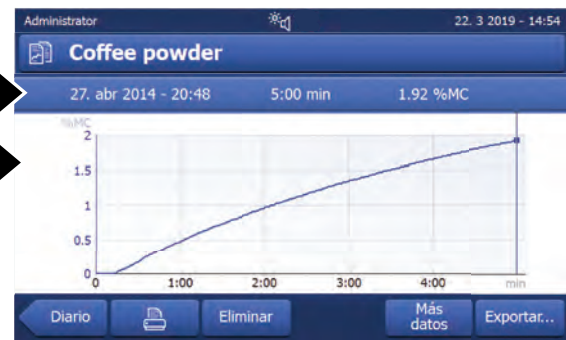 Administrator 22. 3 2019 - 14:54
Coffee powder
27. abr 2014 - 20:48 5:00 min 1.92 %MC
%MC
2
1.5
1
0.5
0
0 1:00 2:00 3:00 4:00 min
Diario Eliminar Más datos Exportar...